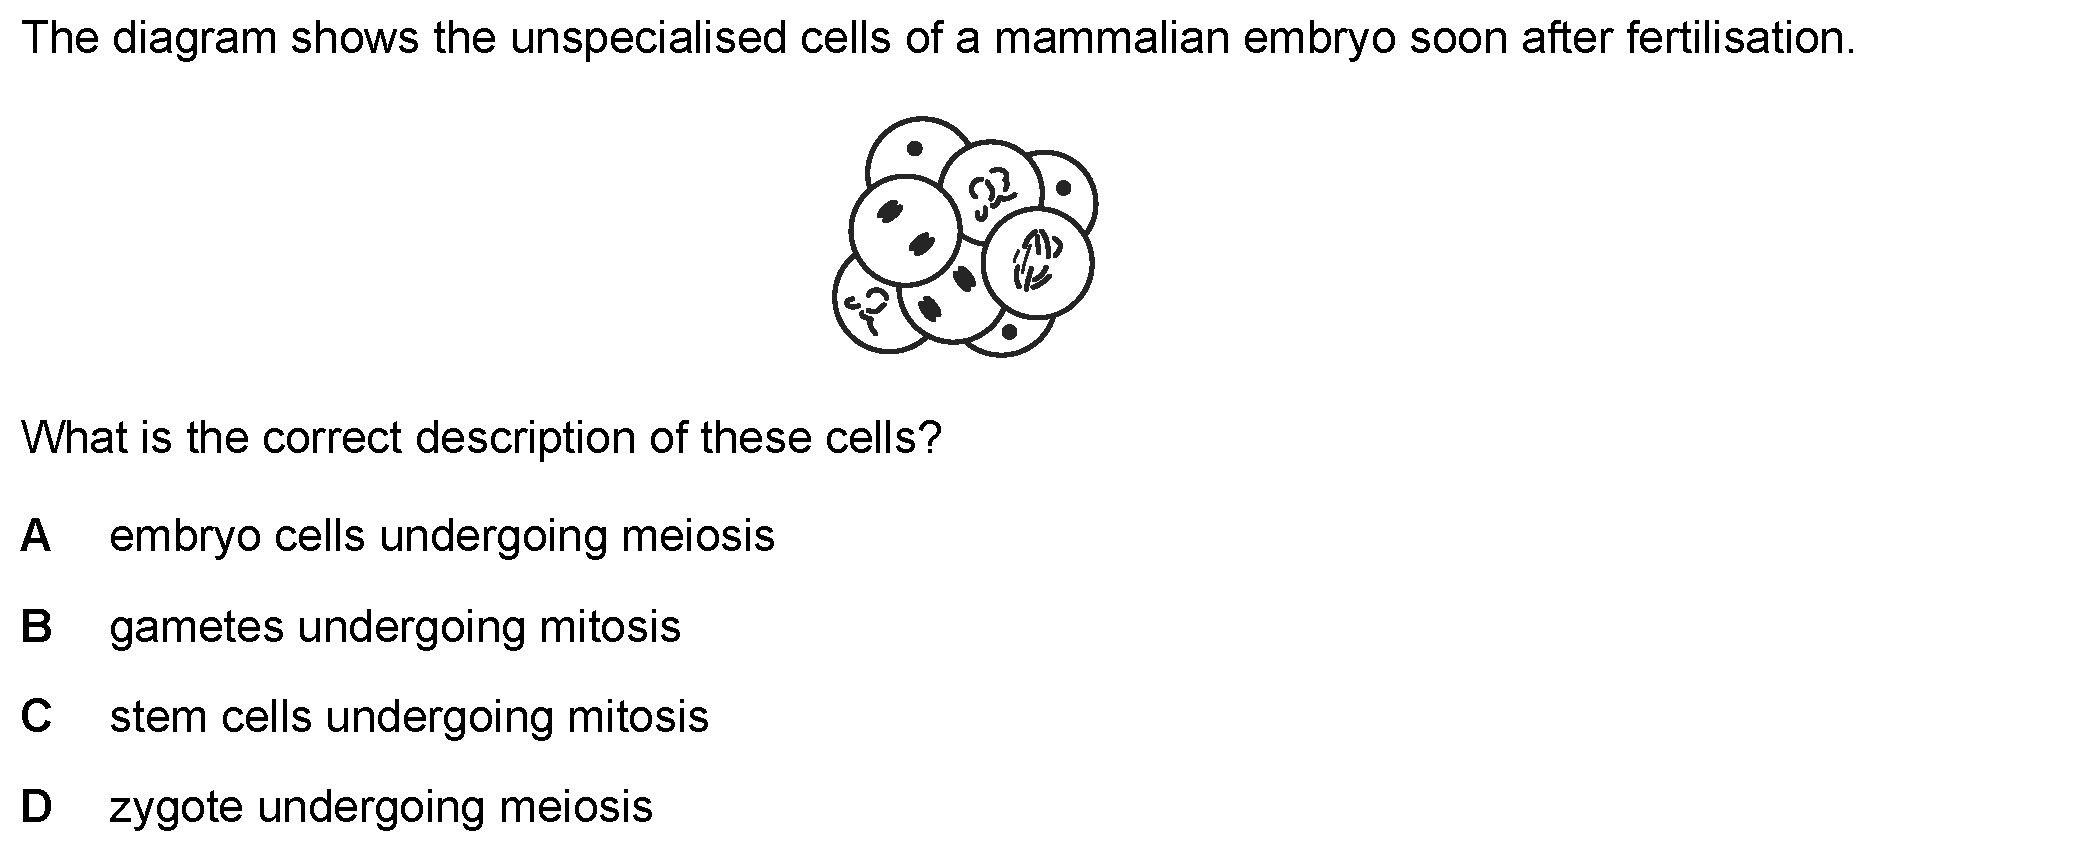 The diagram shows the unspecialised cells of a mammalian embryo soon after fertilisation.
What is the correct description of these cells?
A embryo cells undergoing meiosis
B gametes undergoing mitosis
C stem cells undergoing mitosis
D zygote undergoing meiosis